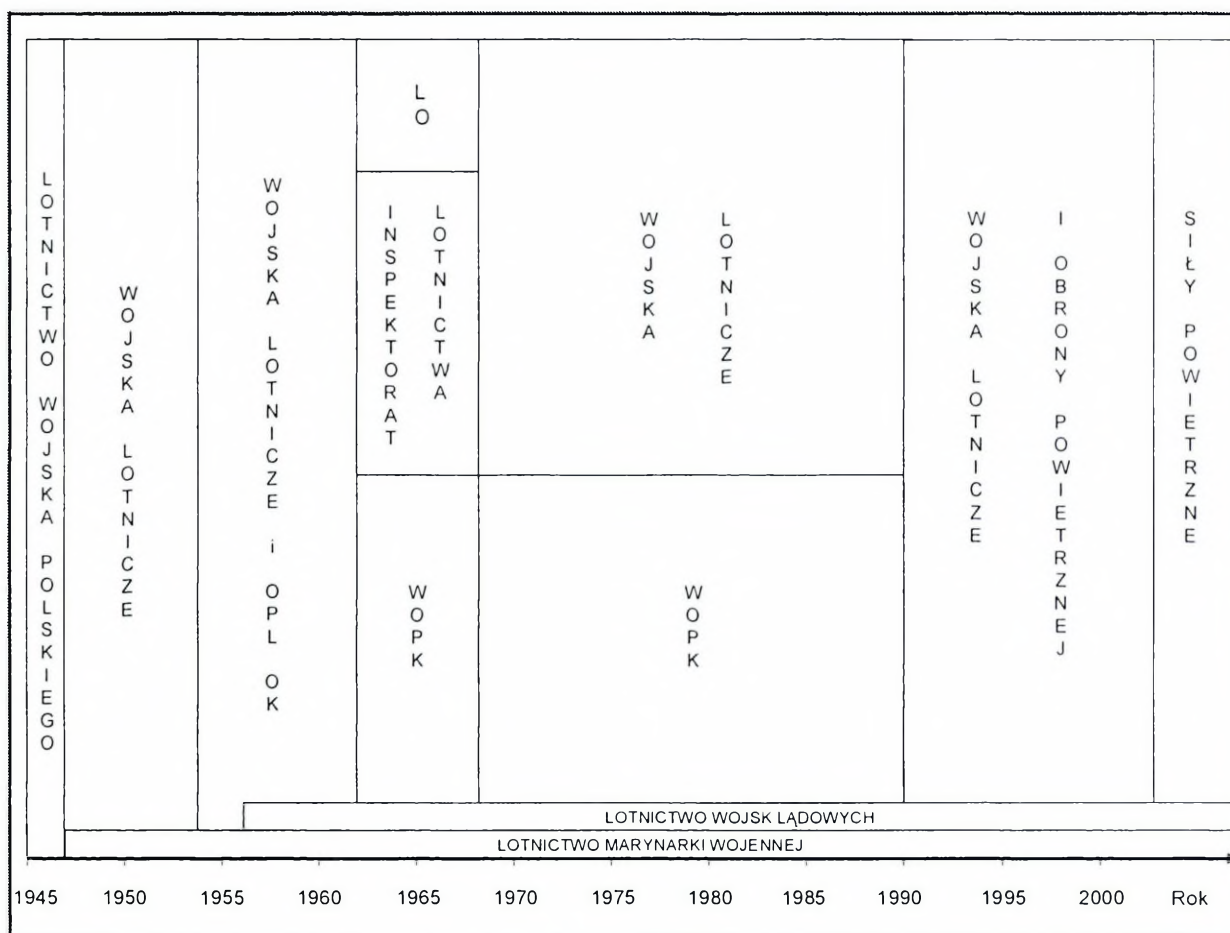 LOTNICTWO WOJSKA POLSKIEGO
WOJSKA LOTNICZE
WOJSKA LOTNICZE i OPL OK
LO
INSPEKTORAT
LOTNICTWA
WOPK
WOJSKA
LOTNICZE
WOPK
WOJSKA LOTNICZE
I OBRONY POWIETRZNEJ
SIŁY POWIETRZNE
LOTNICTWO WOJSK LĄDOWYCH
LOTNICTWO MARYNARKI WOJENNEJ
1945 1950 1955 1960 1965 1970 1975 1980 1985 1990 1995 2000 Rok